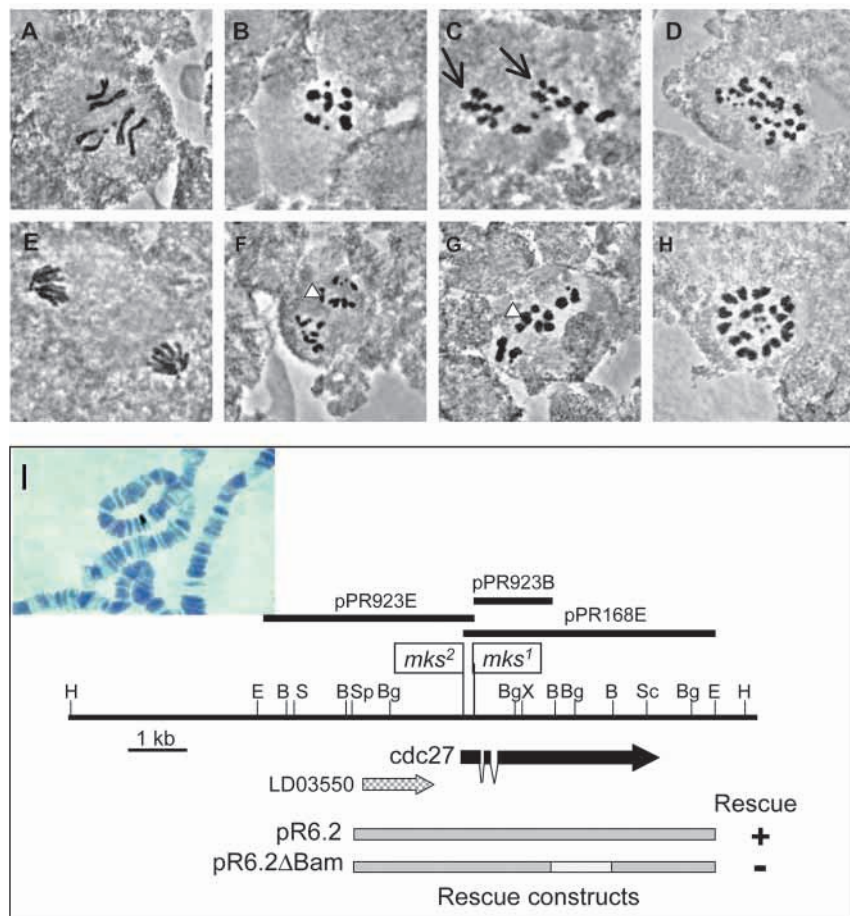 A B C D
E F G H
I
pPR923B
pPR923E pPR168E
mks² mks¹
H E B S B Sp Bg Bg X B Bg B Sc Bg E H
1 kb
cdc27
LD03550
Rescue
pR6.2 +
pR6.2ΔBam -
Rescue constructs